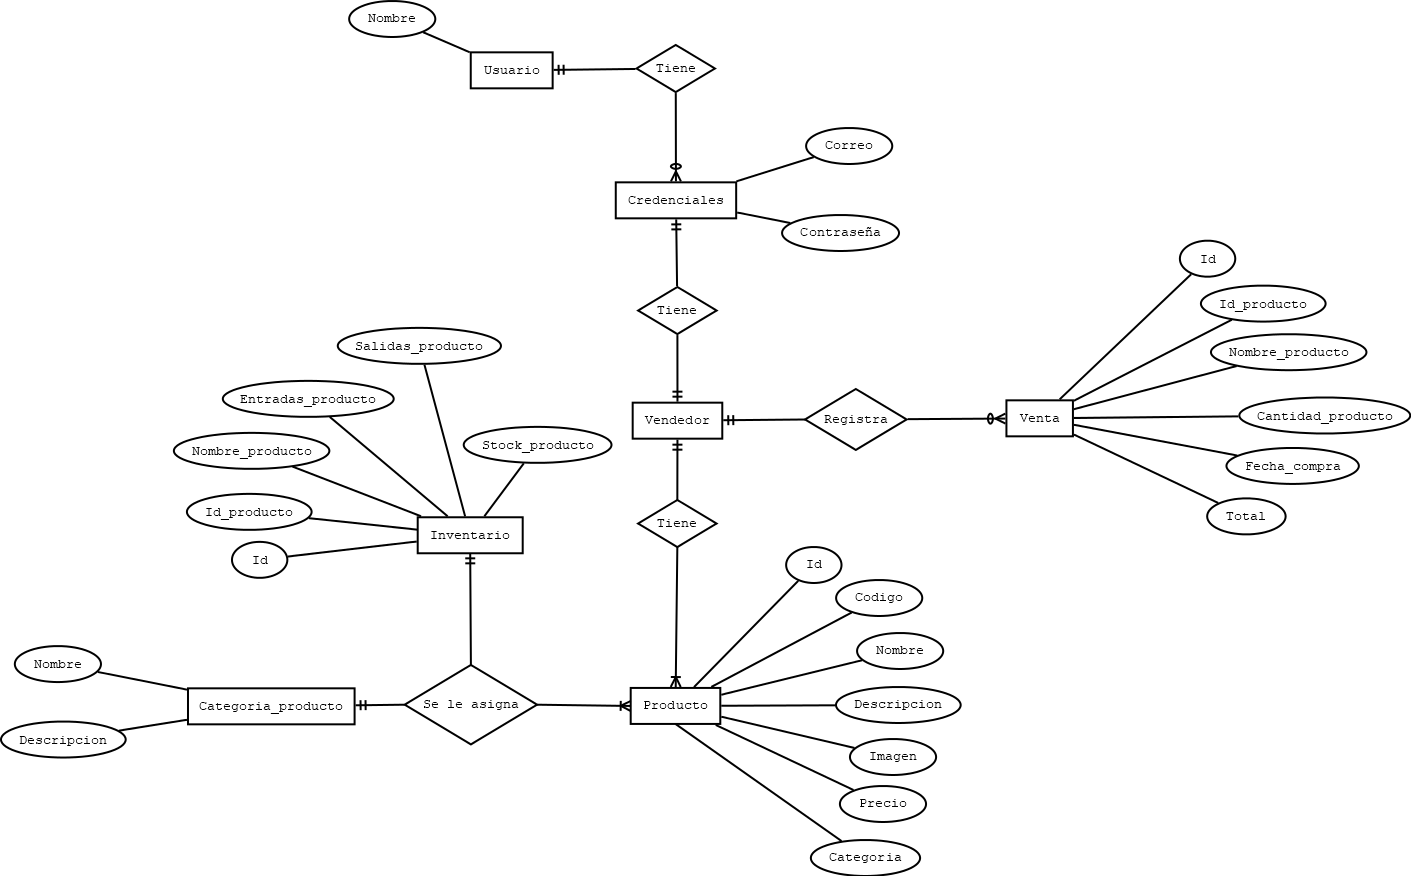 Nombre
Usuario
Tiene
Correo
Credenciales
Contraseña
Id
Tiene
Id_producto
Salidas_producto
Nombre_producto
Entradas_producto
Vendedor
Registra
Venta
Cantidad_producto
Nombre_producto
Stock_producto
Fecha_compra
Id_producto
Tiene
Total
Inventario
Id
Id
Codigo
Nombre
Nombre
Categoria_producto
Se le asigna
Producto
Descripcion
Descripcion
Imagen
Precio
Categoria